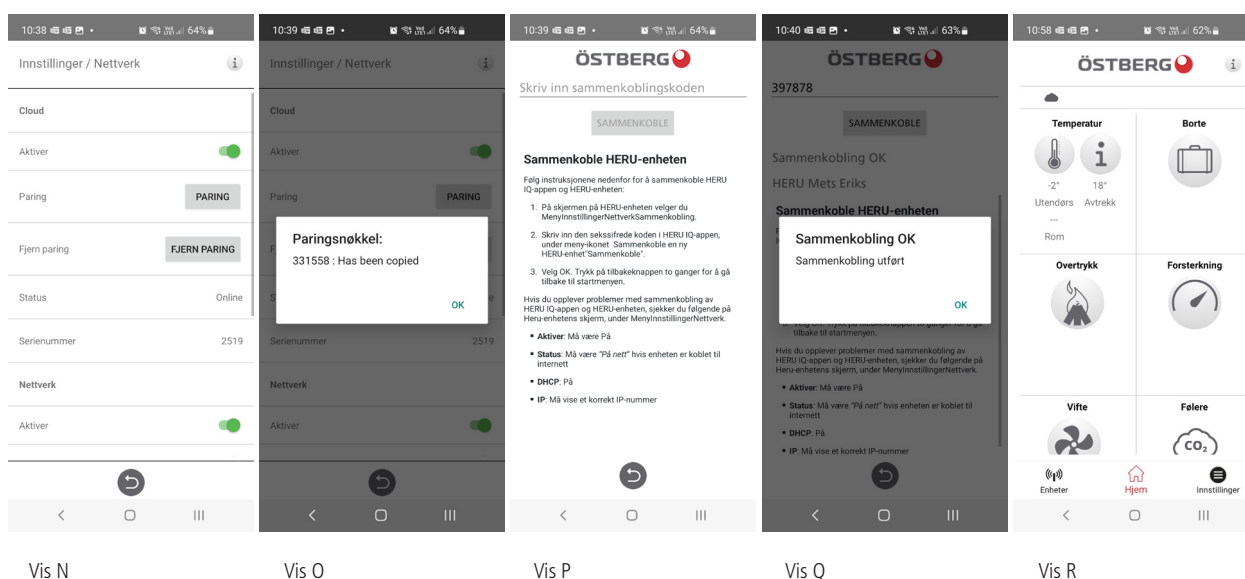 10:38
64%
Innstillinger / Nettverk
i
Cloud
Aktiver
Paring
PARING
Fjern paring
FJERN PARING
Status
Online
Serienummer
2519
Nettverk
Aktiver
Vis N
10:39
64%
Innstillinger / Nettverk
i
Cloud
Aktiver
Paring
PARING
Paringsnøkkel:
331558 : Has been copied
OK
Serienummer
2519
Nettverk
Aktiver
Vis O
10:39
64%
ÖSTBERG
Skriv inn sammenkoblingskoden
SAMMENKOBLE
Sammenkoble HERU-enheten
Følg instruksjonene nedenfor for å sammenkoble HERU
IQ-appen og HERU-enheten:
1. På skjermen på HERU-enheten velger du
MenyInnstillingerNettverkSammenkobling.
2. Skriv inn den sekssifrede koden i HERU IQ-appen,
under meny-ikonet Sammenkoble en ny
HERU-enhet"Sammenkoble".
3. Velg OK. Trykk på tilbakeknappen to ganger for å gå
tilbake til startmenyen.
Hvis du opplever problemer med sammenkobling av
HERU IQ-appen og HERU-enheten, sjekker du følgende på
Heru-enhetens skjerm, under MenyInnstillingerNettverk.
▪ Aktiver: Må være På
▪ Status: Må være "På nett" hvis enheten er koblet til
internett
▪ DHCP: På
▪ IP: Må vise et korrekt IP-nummer
Vis P
10:40
63%
ÖSTBERG
397878
SAMMENKOBLE
Sammenkobling OK
HERU Mets Eriks
Sammenkoble HERU-enheten
Sammenkobling OK
Sammenkobling utført
OK
tilbake til startmenyen.
Hvis du opplever problemer med sammenkobling av
HERU IQ-appen og HERU-enheten, sjekker du følgende på
Heru-enhetens skjerm, under MenyInnstillingerNettverk.
▪ Aktiver: Må være På
▪ Status: Må være "På nett" hvis enheten er koblet til
internett
▪ DHCP: På
▪ IP: Må vise et korrekt IP-nummer
Vis Q
10:58
62%
ÖSTBERG
i
Temperatur
Borte
i
-2°
18°
Utendørs
Avtrekk
---
Rom
Overtrykk
Forsterkning
Vifte
Følere
CO₂
Enheter
Hjem
Innstillinger
Vis R